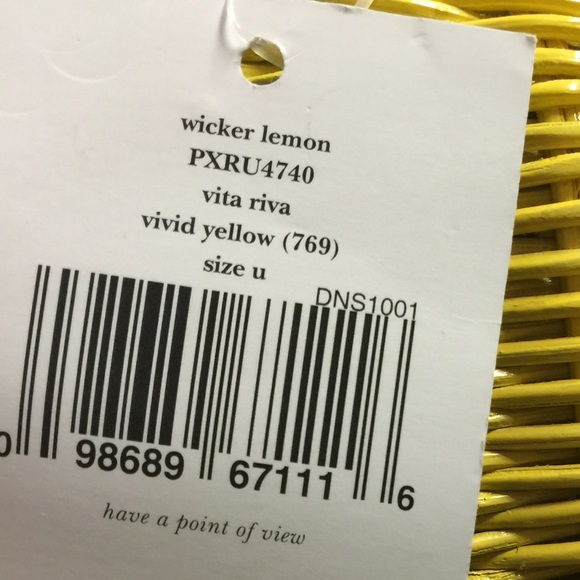 wicker lemon
PXRU4740
vita riva
vivid yellow (769)
size u
DNS1001
0 98689 67111 6
have a point of view